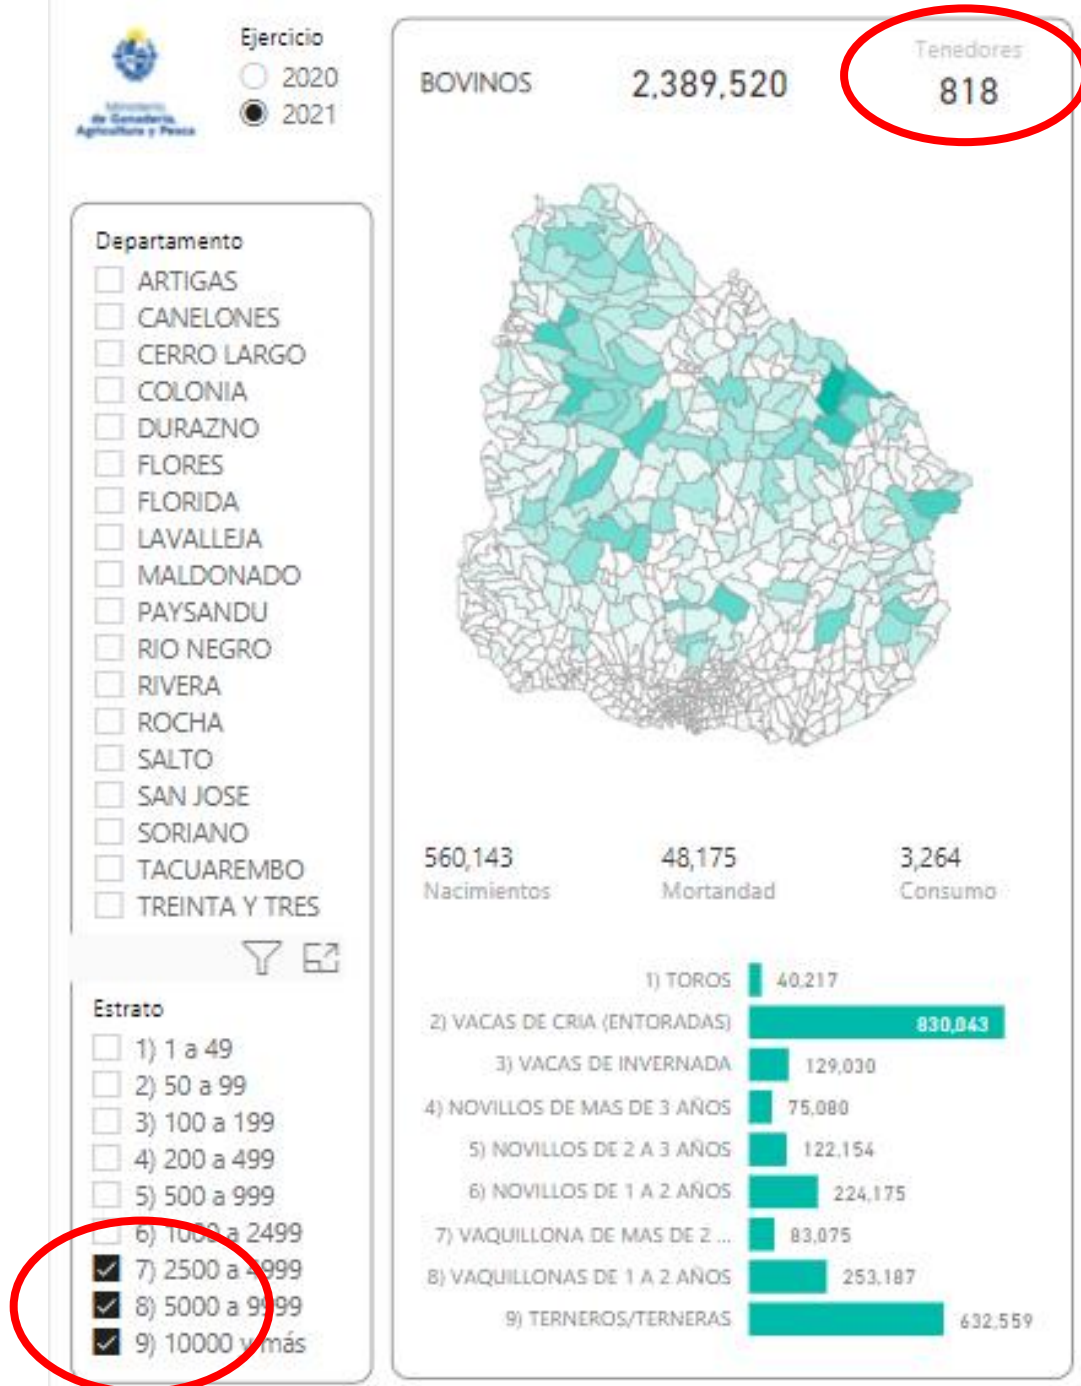 Ministerio
de Ganadería,
Agricultura y Pesca
Ejercicio
2020
2021
BOVINOS
2,389,520
Tenedores
818
Departamento
ARTIGAS
CANELONES
CERRO LARGO
COLONIA
DURAZNO
FLORES
FLORIDA
LAVALLEJA
MALDONADO
PAYSANDU
RIO NEGRO
RIVERA
ROCHA
SALTO
SAN JOSE
SORIANO
TACUAREMBO
TREINTA Y TRES
Estrato
1) 1 a 49
2) 50 a 99
3) 100 a 199
4) 200 a 499
5) 500 a 999
6) 1000 a 2499
7) 2500 a 4999
8) 5000 a 9999
9) 10000 y más
560,143
Nacimientos
48,175
Mortandad
3,264
Consumo
1) TOROS 40,217
2) VACAS DE CRIA (ENTORADAS) 830,043
3) VACAS DE INVERNADA 129,030
4) NOVILLOS DE MAS DE 3 AÑOS 75,080
5) NOVILLOS DE 2 A 3 AÑOS 122,154
6) NOVILLOS DE 1 A 2 AÑOS 224,175
7) VAQUILLONA DE MAS DE 2 ... 83,075
8) VAQUILLONAS DE 1 A 2 AÑOS 253,187
9) TERNEROS/TERNERAS 632,559